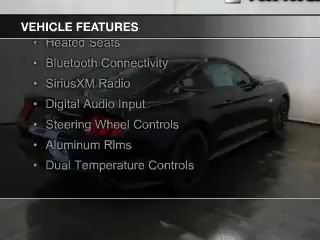 VEHICLE FEATURES
• Heated Seats
• Bluetooth Connectivity
• SiriusXM Radio
• Digital Audio Input
• Steering Wheel Controls
• Aluminum Rims
• Dual Temperature Controls